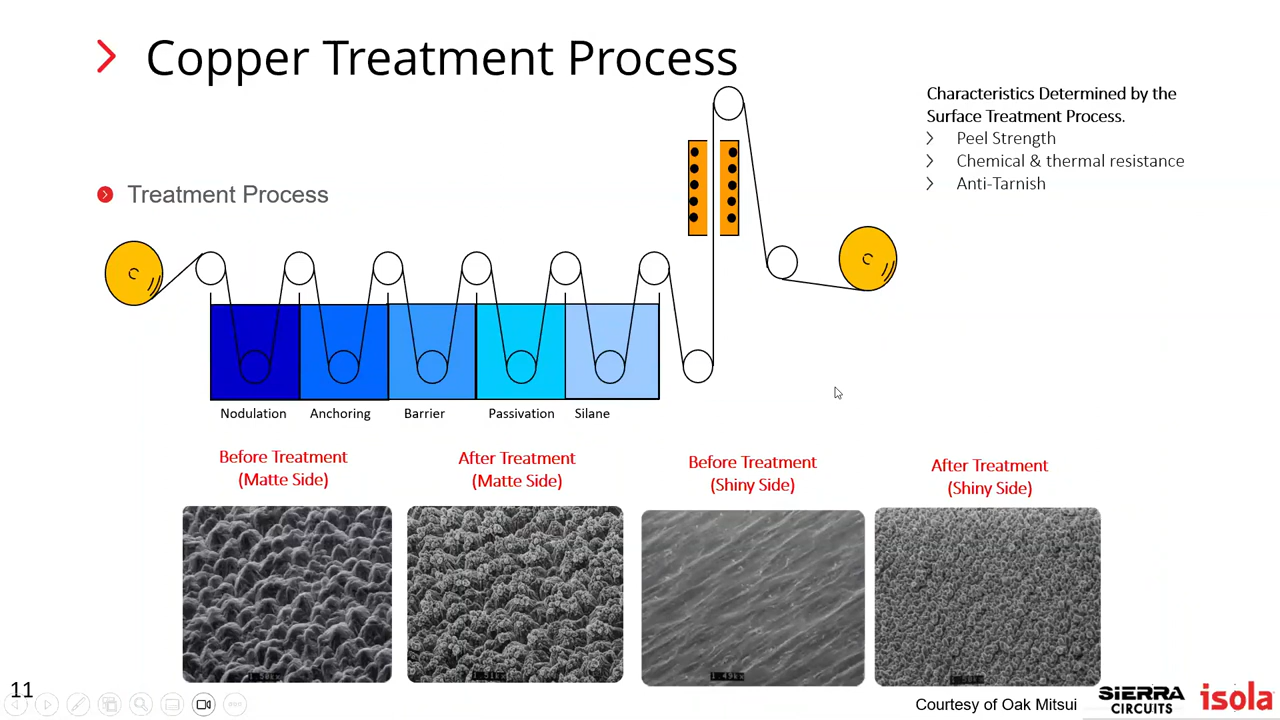 Copper Treatment Process
Characteristics Determined by the
Surface Treatment Process.
Peel Strength
Chemical & thermal resistance
Anti-Tarnish
Treatment Process
Nodulation
Anchoring
Barrier
Passivation
Silane
Before Treatment
(Matte Side)
After Treatment
(Matte Side)
Before Treatment
(Shiny Side)
After Treatment
(Shiny Side)
11
Courtesy of Oak Mitsui
SIERRA
CIRCUITS
isola